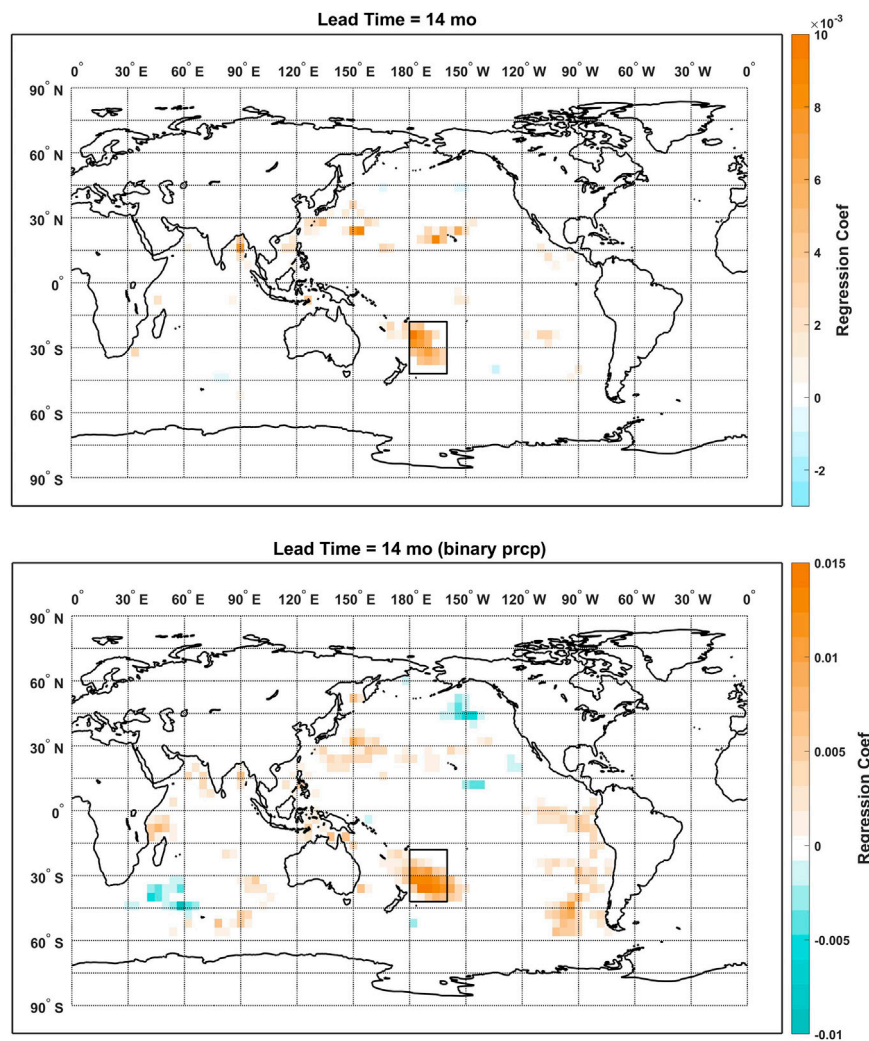 Lead Time = 14 mo
×10⁻³
0 30° E 60° E 90° E 120° E 150° E 180° E 150° W 120° W 90° W 60° W 30° W 0
90° N
60° N
30° N
0°
30° S
60° S
90° S
10
8
6
4
2
0
-2
Regression Coef
Lead Time = 14 mo (binary prcp)
0 30° E 60° E 90° E 120° E 150° E 180° E 150° W 120° W 90° W 60° W 30° W 0
90° N
60° N
30° N
0°
30° S
60° S
90° S
0.015
0.01
0.005
0
-0.005
-0.01
Regression Coef